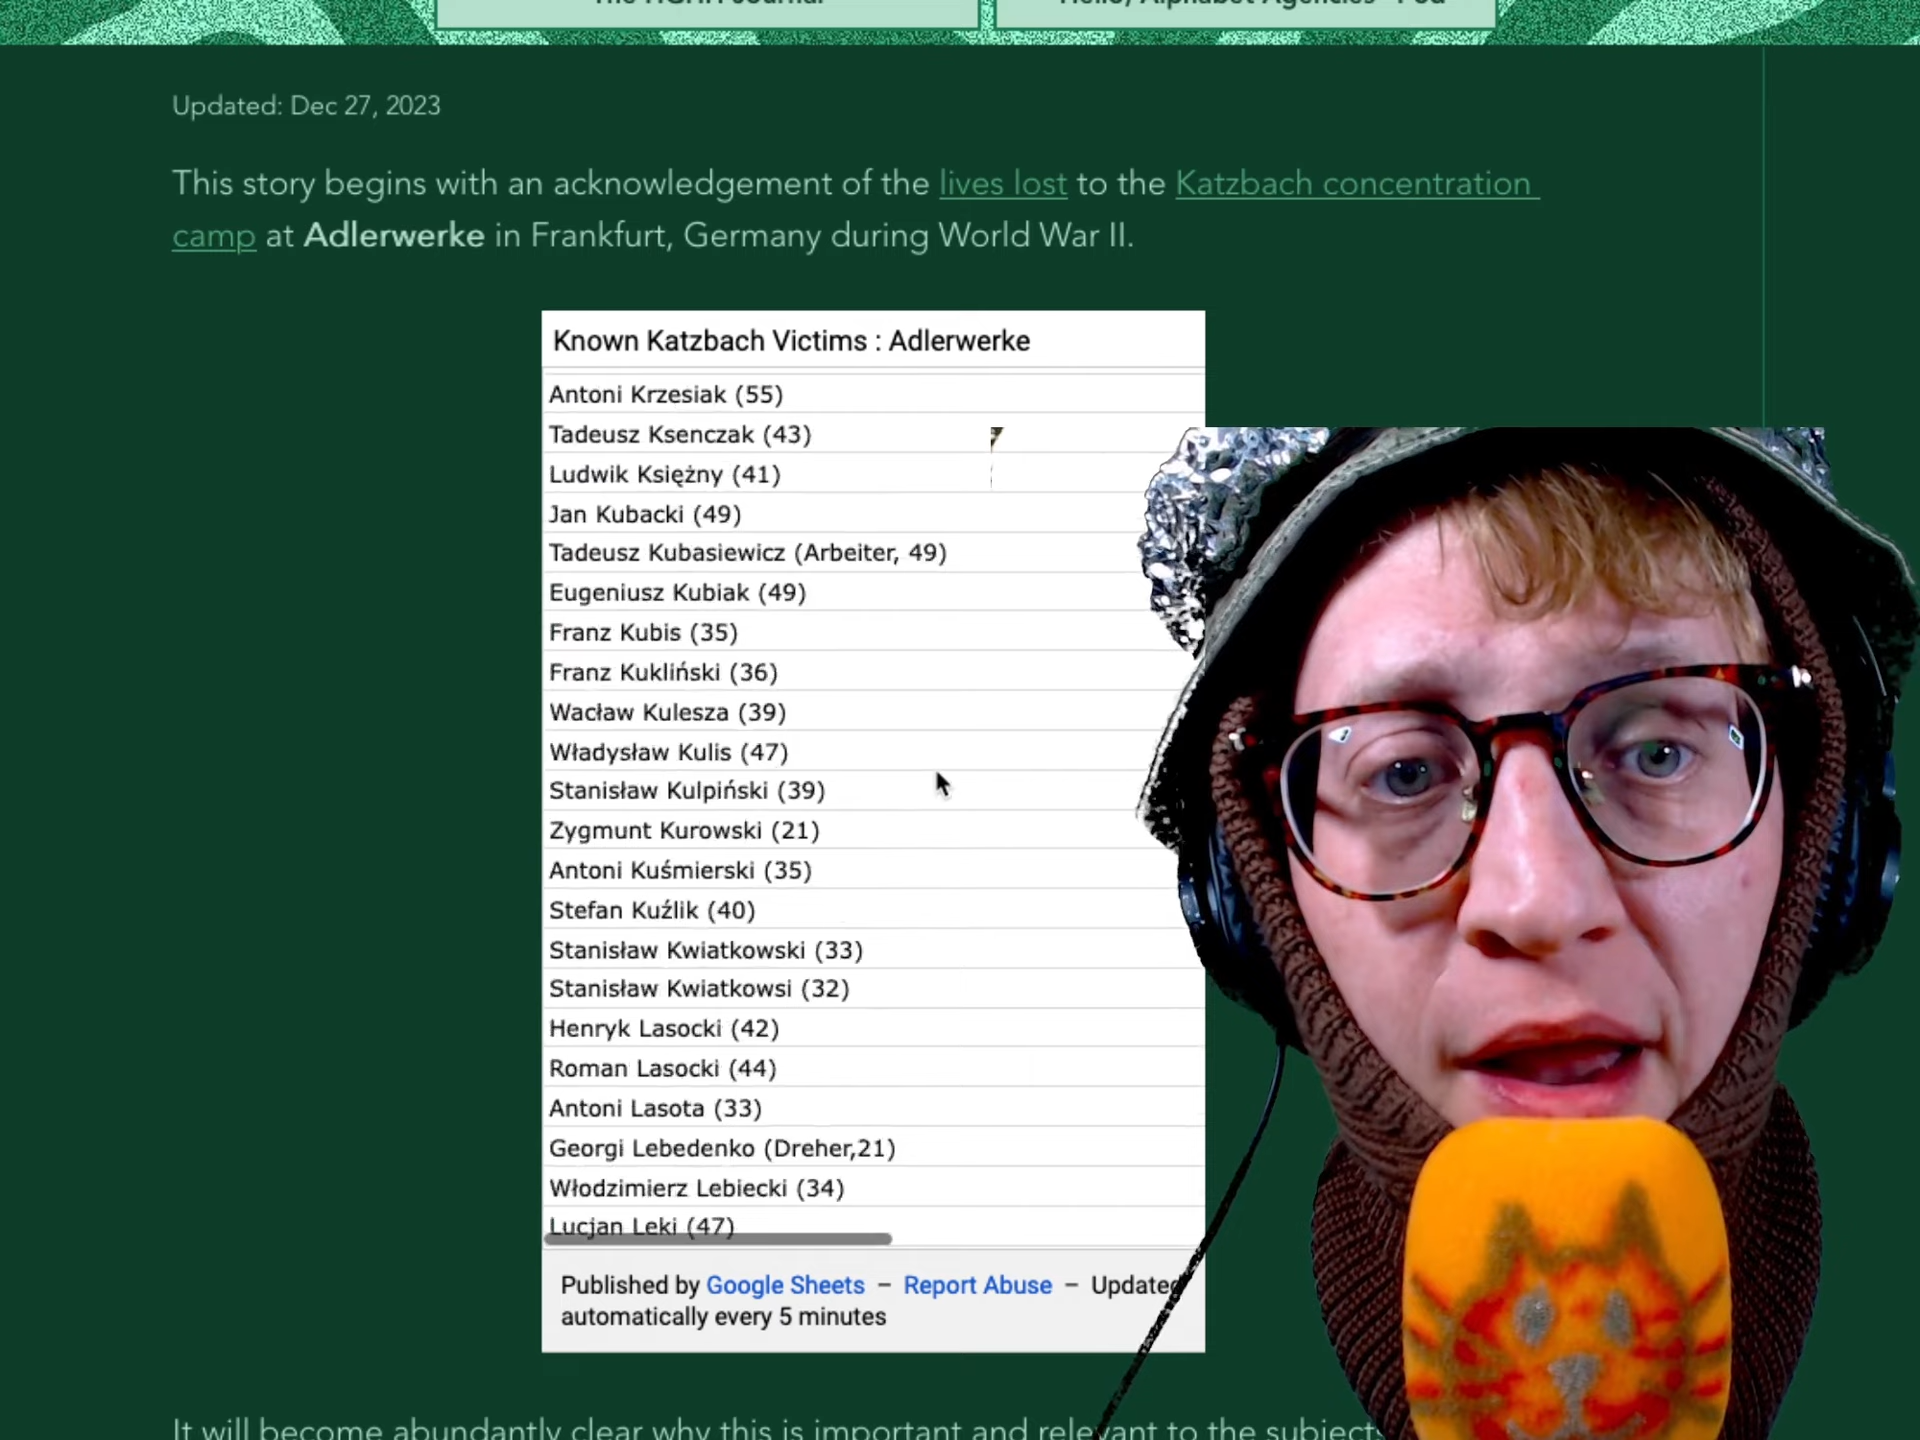 Updated: Dec 27, 2023
This story begins with an acknowledgement of the lives lost to the Katzbach concentration
camp at Adlerwerke in Frankfurt, Germany during World War II.
Known Katzbach Victims : Adlerwerke
Antoni Krzesiak (55)
Tadeusz Ksenczak (43)
Ludwik Księżny (41)
Jan Kubacki (49)
Tadeusz Kubasiewicz (Arbeiter, 49)
Eugeniusz Kubiak (49)
Franz Kubis (35)
Franz Kukliński (36)
Wacław Kulesza (39)
Władysław Kulis (47)
Stanisław Kulpiński (39)
Zygmunt Kurowski (21)
Antoni Kuśmierski (35)
Stefan Kuźlik (40)
Stanisław Kwiatkowski (33)
Stanisław Kwiatkowsi (32)
Henryk Lasocki (42)
Roman Lasocki (44)
Antoni Lasota (33)
Georgi Lebedenko (Dreher,21)
Włodzimierz Lebiecki (34)
Lucjan Leki (47)
Published by Google Sheets – Report Abuse – Updated
automatically every 5 minutes
It will become abundantly clear why this is important and relevant to the subjects